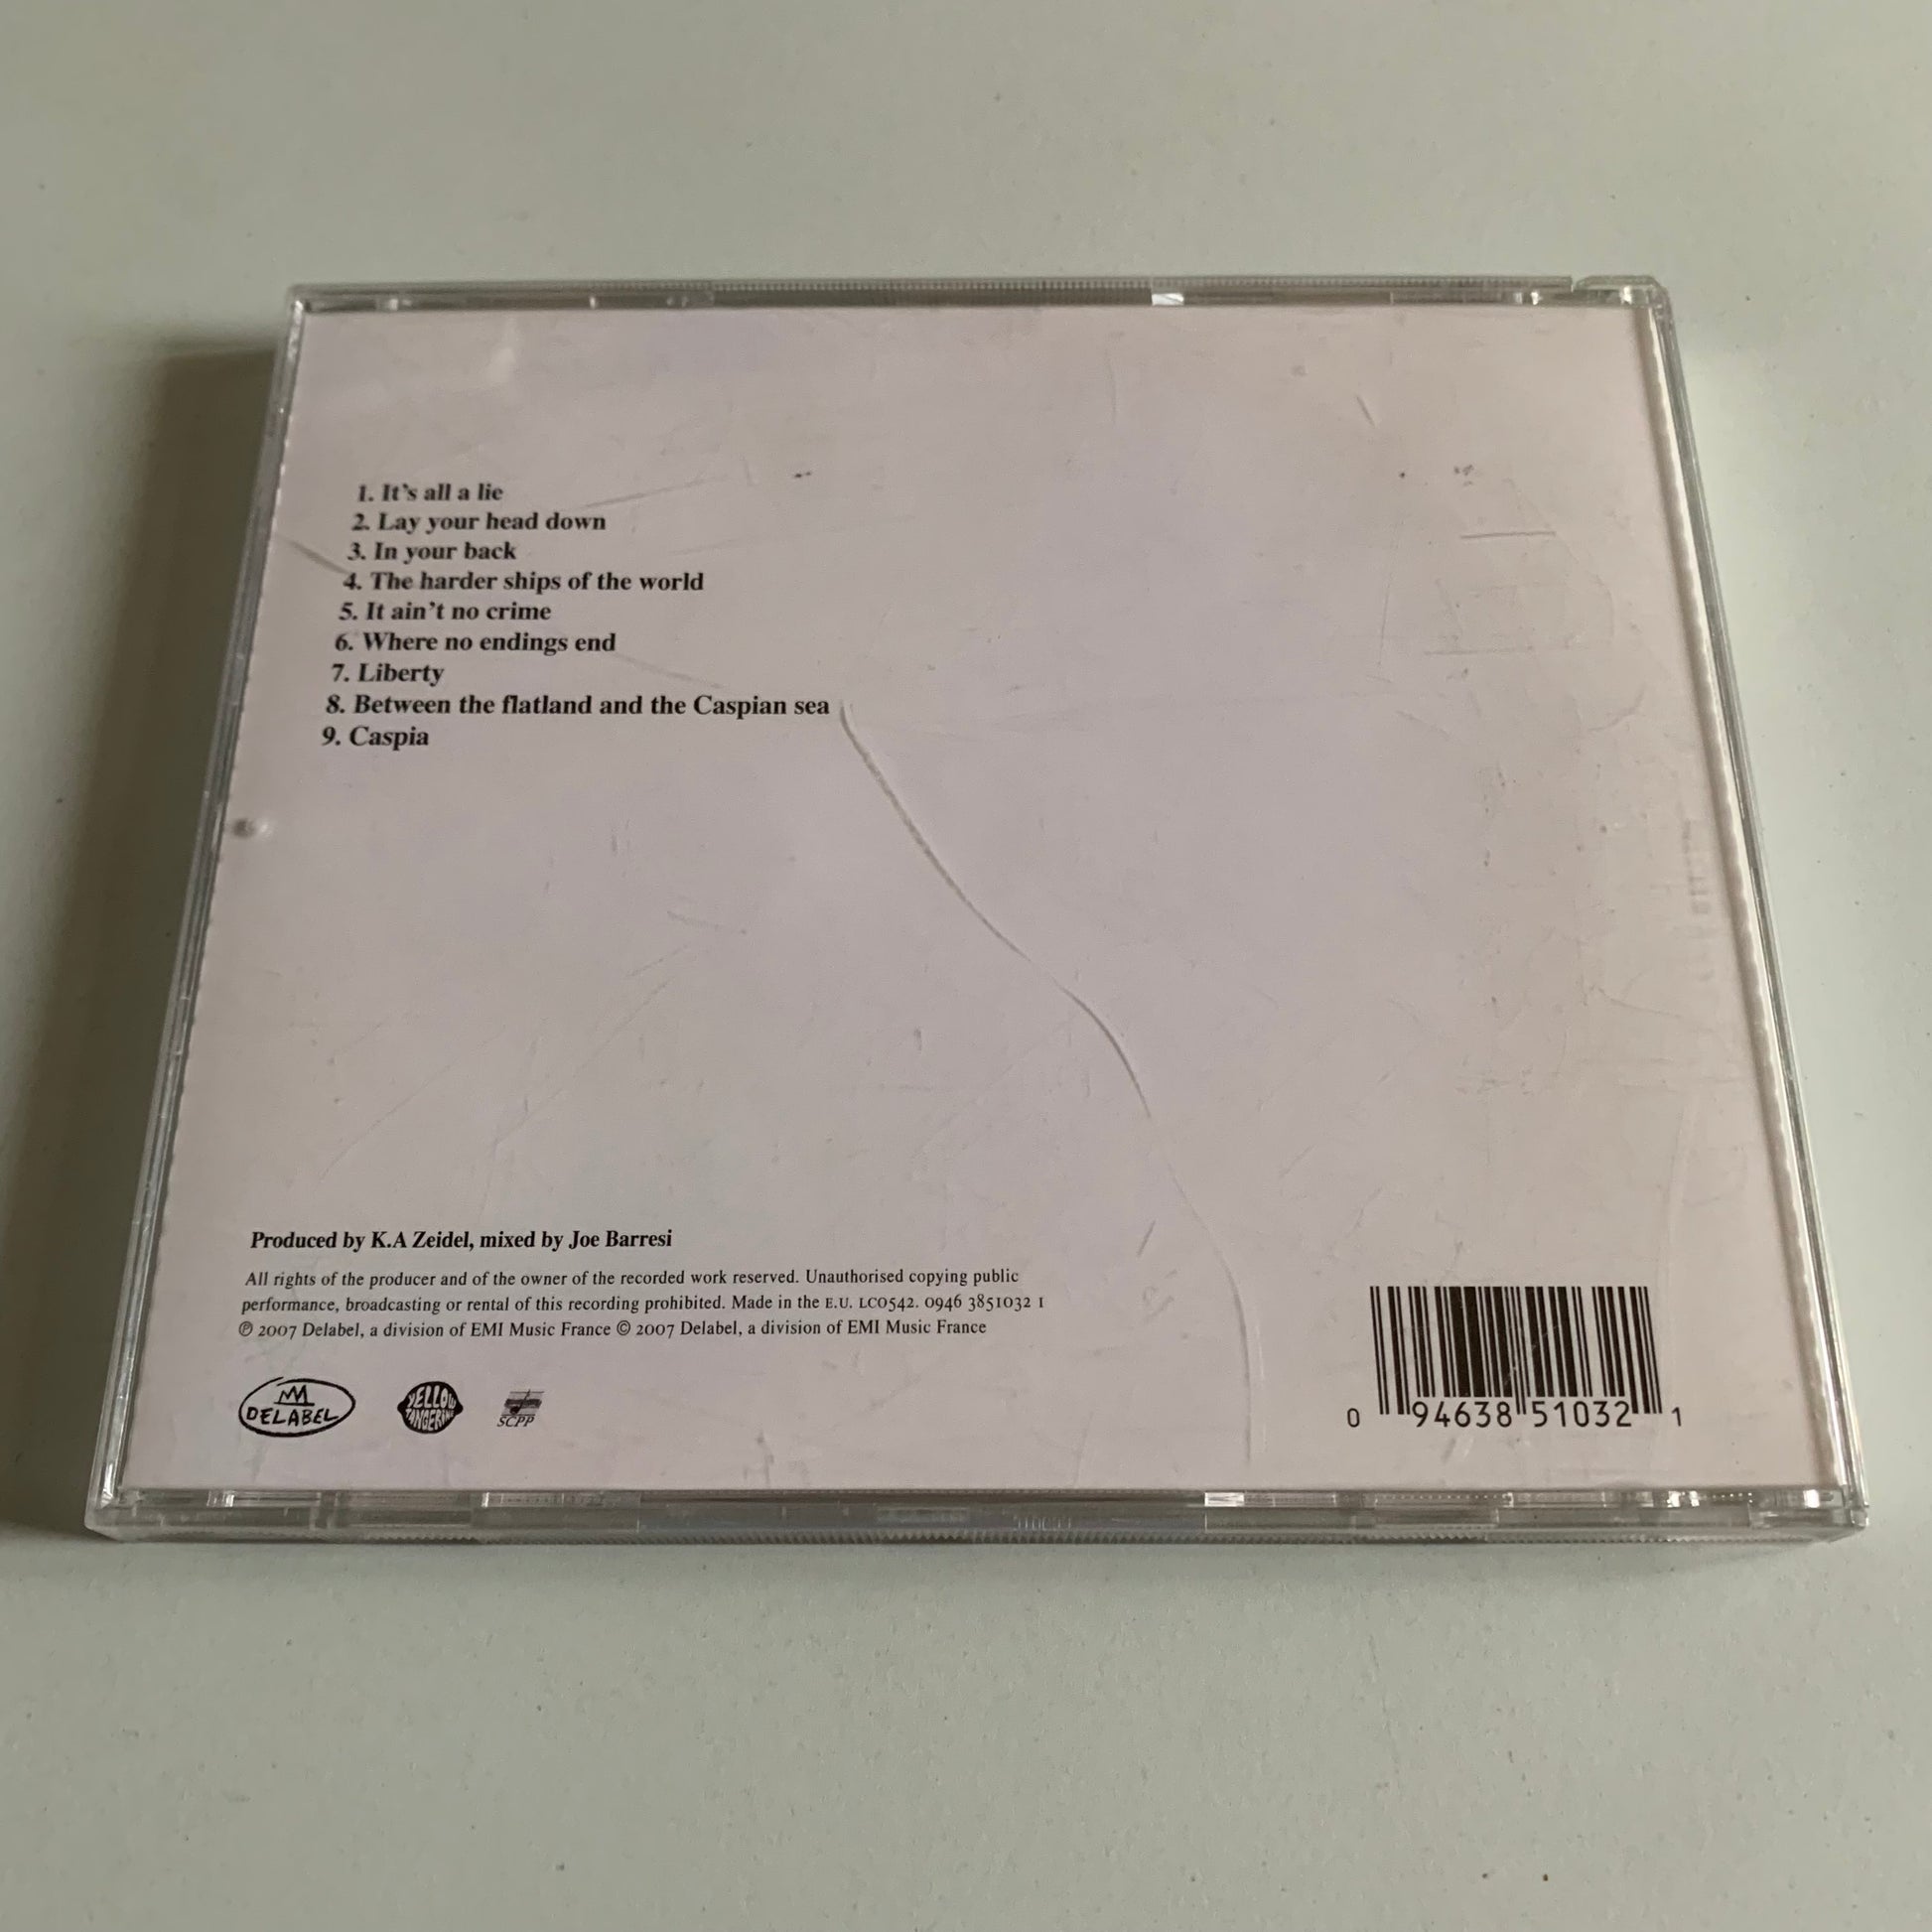 1. It's all a lie
2. Lay your head down
3. In your back
4. The harder ships of the world
5. It ain't no crime
6. Where no endings end
7. Liberty
8. Between the flatland and the Caspian sea
9. Caspia
Produced by K.A Zeidel, mixed by Joe Barresi
All rights of the producer and of the owner of the recorded work reserved. Unauthorised copying public
performance, broadcasting or rental of this recording prohibited. Made in the E.U. LC0542. 0946 3851032 1
℗ 2007 Delabel, a division of EMI Music France © 2007 Delabel, a division of EMI Music France
DELABEL
YELLOW
TANGERINE
SCPP
0 94638 51032 1